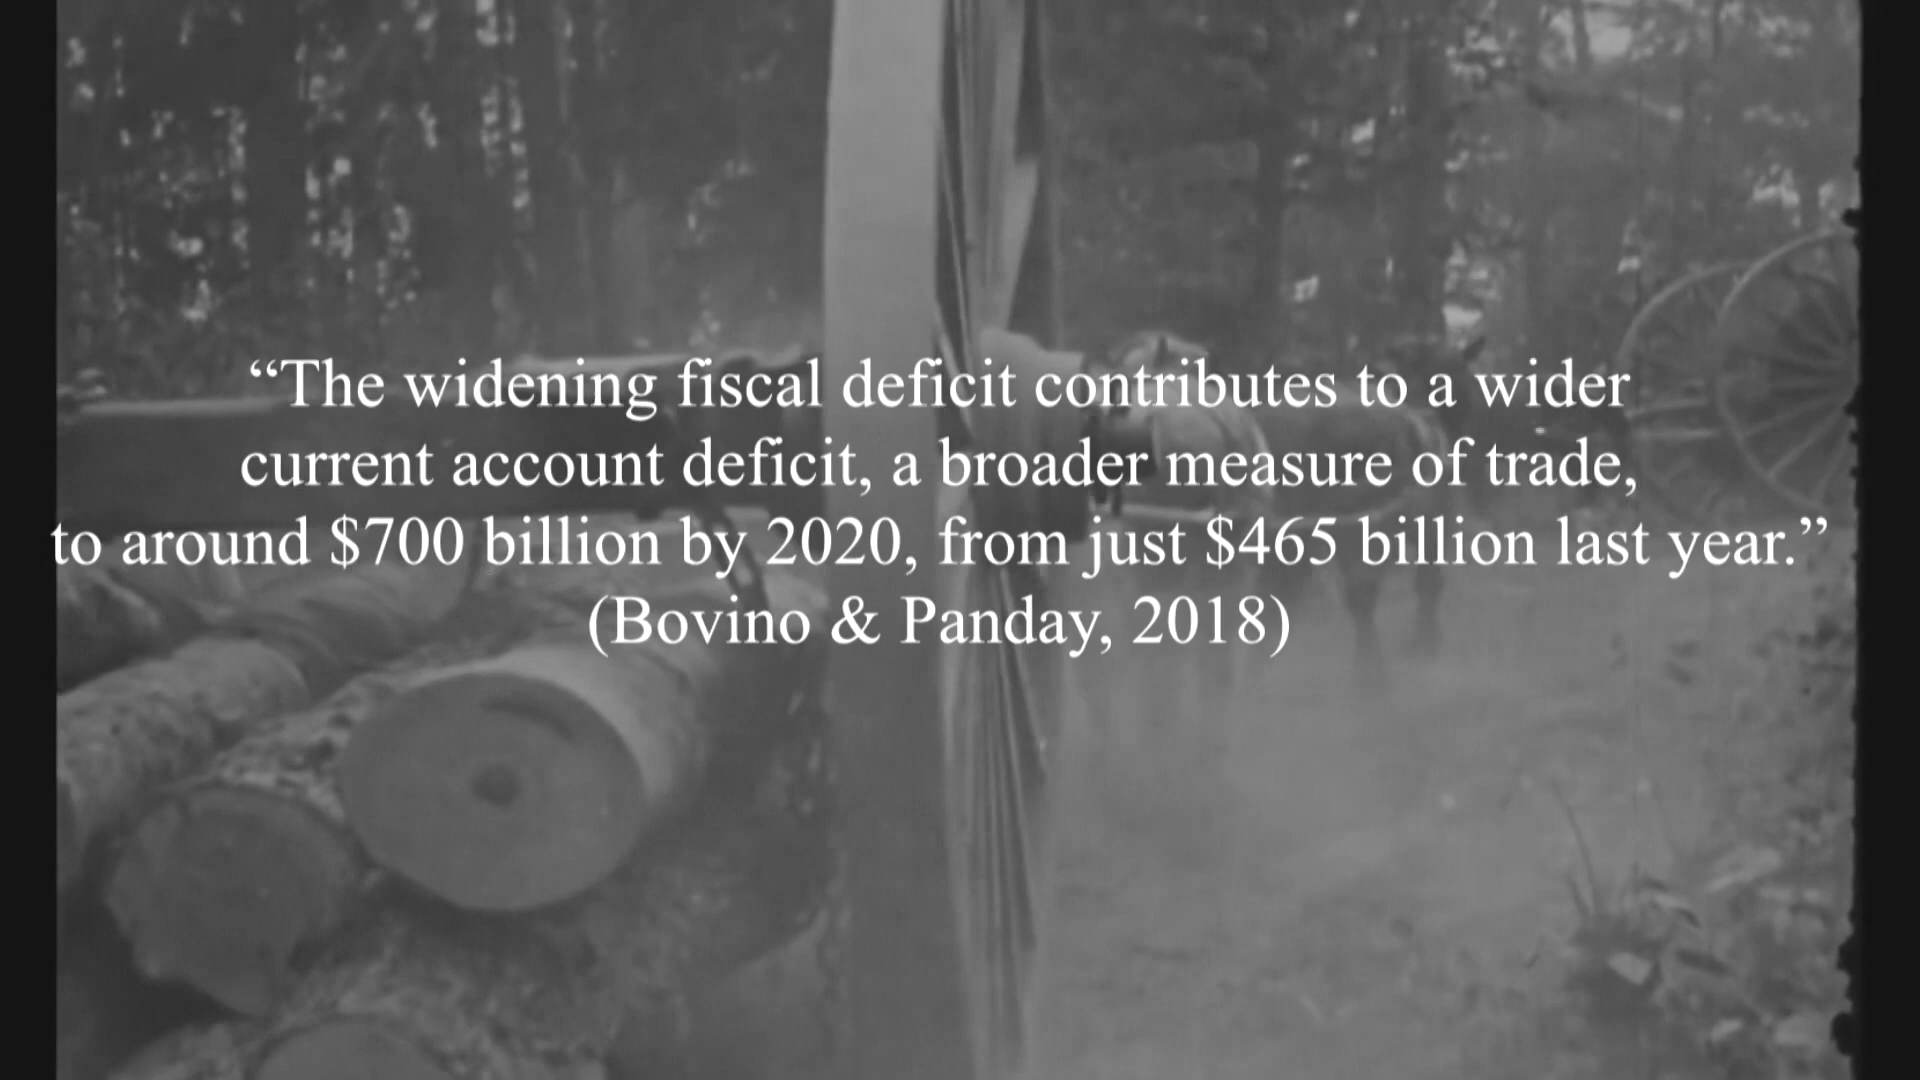 “The widening fiscal deficit contributes to a wider
current account deficit, a broader measure of trade,
to around $700 billion by 2020, from just $465 billion last year.”
(Bovino & Panday, 2018)